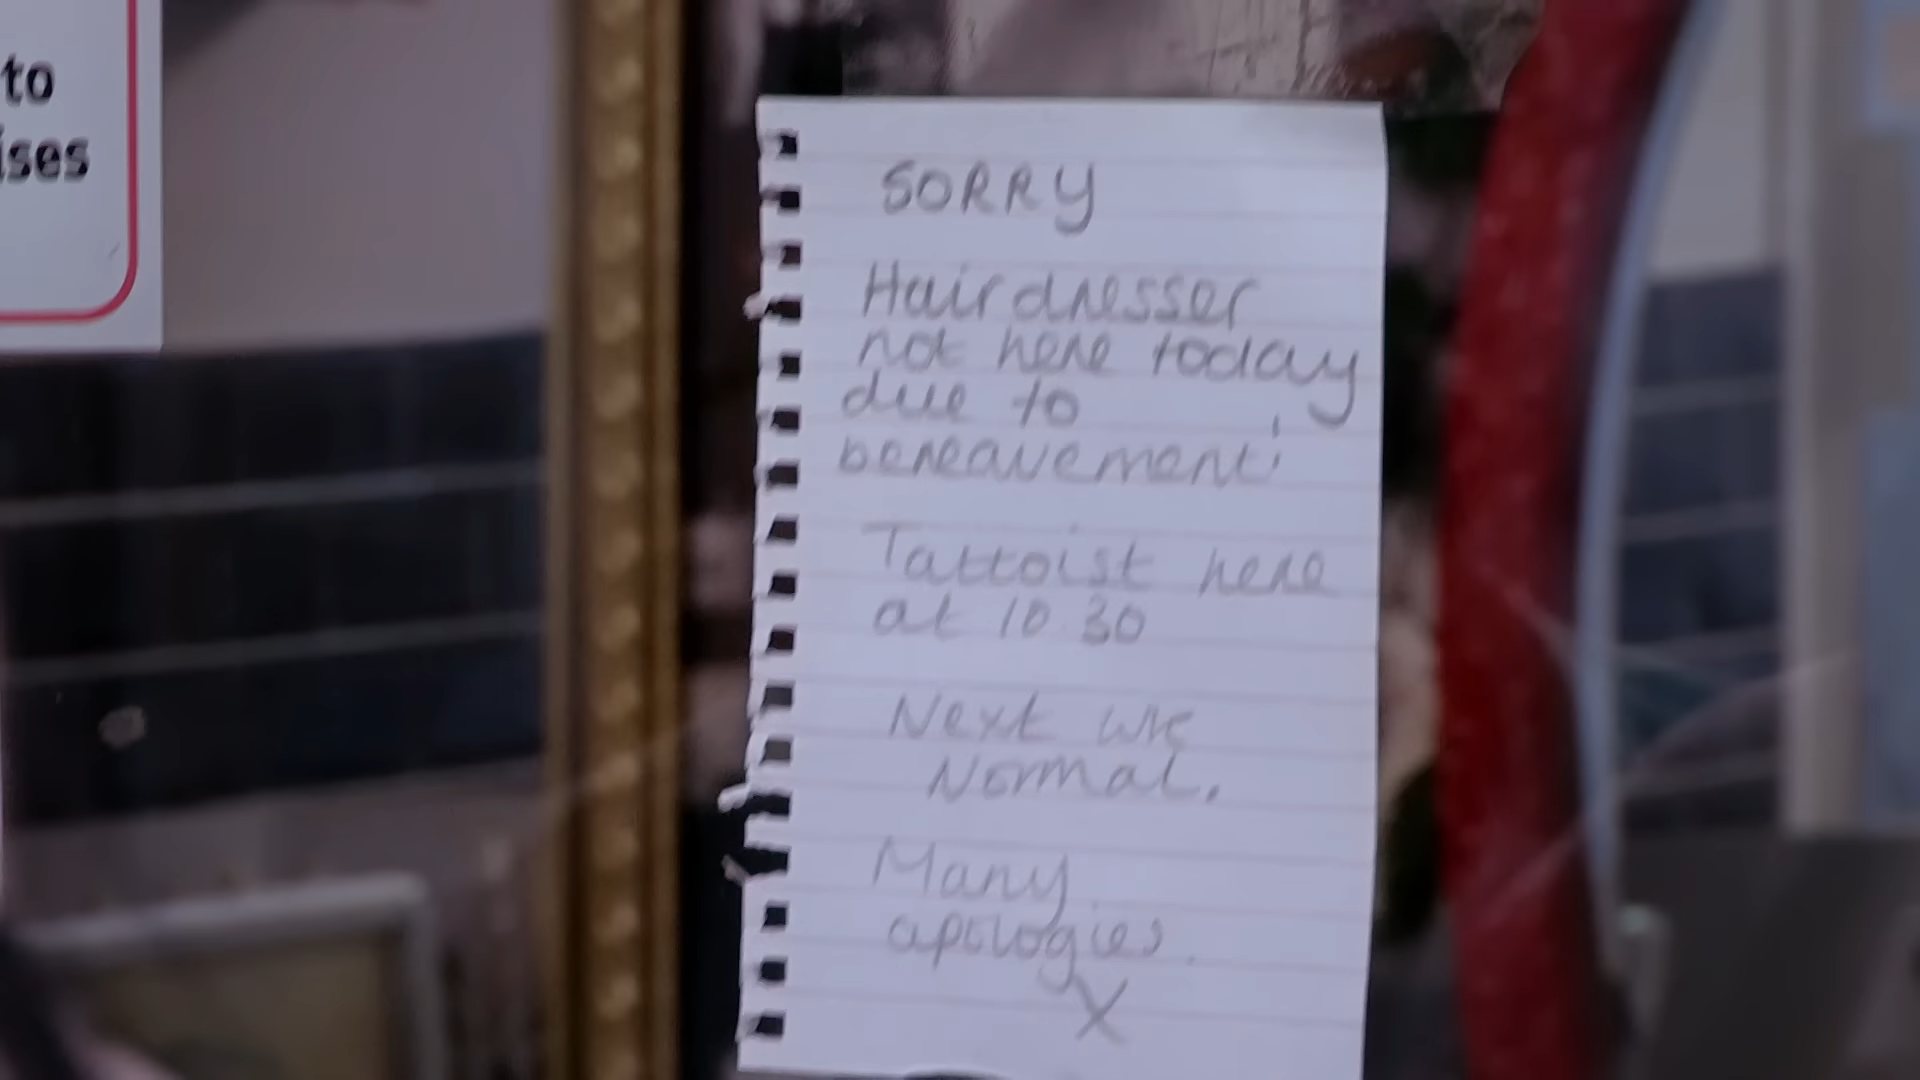 to
ises
SORRY
Hairdresser
not here today
due to
bereavement
Tattoist here
at 10.30
Next wk
Normal.
Many
apologies.
X